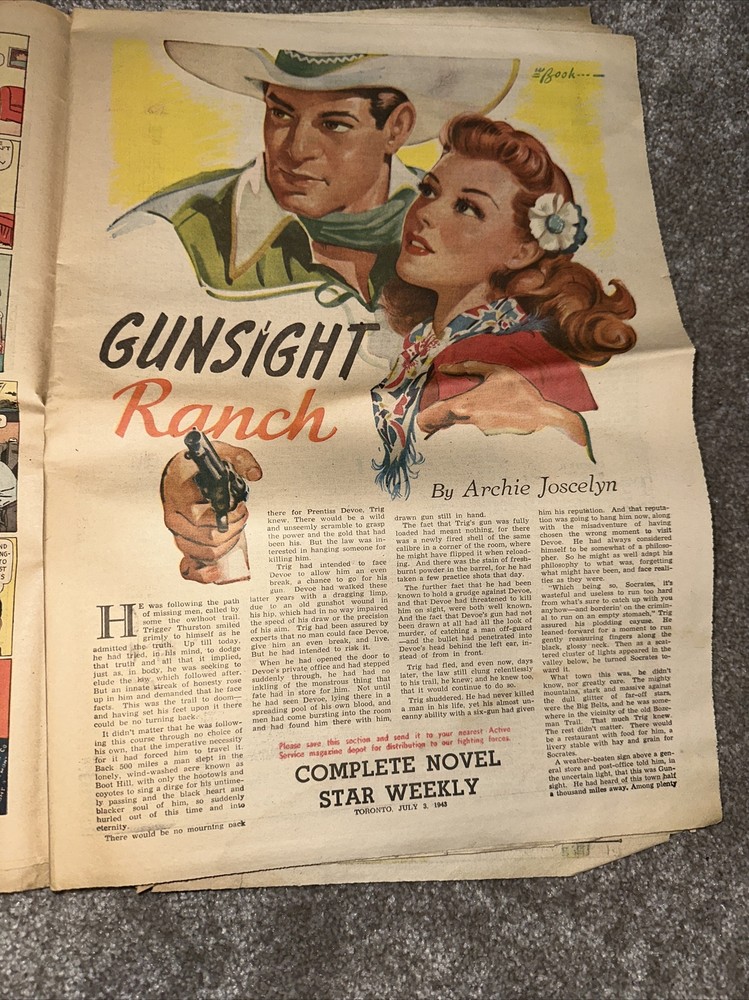 Book
GUNSIGHT
Ranch
By Archie Joscelyn
HE was following the path
of missing men, called by
some the owlhoot trail.
Trigger Thurston smiled
grimly to himself as he
admitted the truth. Up till today,
he had tried, in his mind, to dodge
that truth and all that it implied,
just as, in body, he was seeking to
elude the law which followed after.
But an innate streak of honesty rose
up in him and demanded that he face
facts. This was the trail to doom—
and having set his feet upon it there
could be no turning back.
It didn't matter that he was follow-
ing this course through no choice of
his own, that the imperative necessity
for it had forced him to travel it.
Back 500 miles a man slept in the
lonely, wind-washed acre known as
Boot Hill, with only the hootowls and
coyotes to sing a dirge for his untime-
ly passing and the black heart and
blacker soul of him, so suddenly
hurled out of this time and into
eternity.
There would be no mourning back
there for Prentiss Devoe, Trig
knew. There would be a wild
and unseemly scramble to grasp
the power and the gold that had
been his. But the law was in-
terested in hanging someone for
killing him.
Trig had intended to face
Devoe to allow him an even
break, a chance to go for his
gun. Devoe had walked these
latter years with a dragging limp,
due to an old gunshot wound in
his hip, which had in no way impaired
the speed of his draw or the precision
of his aim. Trig had been assured by
experts that no man could face Devoe,
give him an even break, and live.
But he had intended to risk it.
When he had opened the door to
Devoe's private office and stepped
suddenly through, he had had no
inkling of the monstrous thing that
fate had in store for him. Not until
he had seen Devoe, lying there in a
spreading pool of his own blood, and
men had come bursting into the room
and had found him there with him,
drawn gun still in hand.
The fact that Trig's gun was fully
loaded had meant nothing, for there
was a newly fired shell of the same
calibre in a corner of the room, where
he might have flipped it when reload-
ing. And there was the stain of fresh-
burnt powder in the barrel, for he had
taken a few practice shots that day.
The further fact that he had been
known to hold a grudge against Devoe,
and that Devoe had threatened to kill
him on sight, were both well known.
And the fact that Devoe's gun had not
been drawn at all had all the look of
murder, of catching a man off-guard
—and the bullet had penetrated into
Devoe's head behind the left ear, in-
stead of from in front.
Trig had fled, and even now, days
later, the law still clung relentlessly
to his trail, he knew; and he knew, too,
that it would continue to do so.
Trig shuddered. He had never killed
a man in his life, yet his almost un-
canny ability with a six-gun had given
him his reputation. And that reputa-
tion was going to hang him now, along
with the misadventure of having
chosen the wrong moment to visit
Devoe. He had always considered
himself to be somewhat of a philoso-
pher. So he might as well adapt his
philosophy to what was, forgetting
what might have been, and face reali-
ties as they were.
"Which being so, Socrates, it's
wasteful and useless to run too hard
from what's sure to catch up with you
anyhow—and borderin' on the crimin-
al to run on an empty stomach," Trig
assured his plodding cayuse. He
leaned forward for a moment to run
gently reassuring fingers along the
black, glossy neck. Then as a scat-
tered cluster of lights appeared in the
valley below, he turned Socrates to-
ward it.
What town this was, he didn't
know, nor greatly care. The mighty
mountains, stark and massive against
the dull glitter of far-off stars,
were the Big Belts, and he was some-
where in the vicinity of the old Boze-
man Trail. That much Trig knew.
The rest didn't matter. There would
be a restaurant with food for him, a
livery stable with hay and grain for
Socrates.
A weather-beaten sign above a gen-
eral store and post-office told him, in
the uncertain light, that this was Gun-
sight. He had heard of this town half
a thousand miles away. Among plenty
Please save this section and send it to your nearest Active
Service magazine depot for distribution to our fighting forces.
COMPLETE NOVEL
STAR WEEKLY
TORONTO, JULY 3, 1943